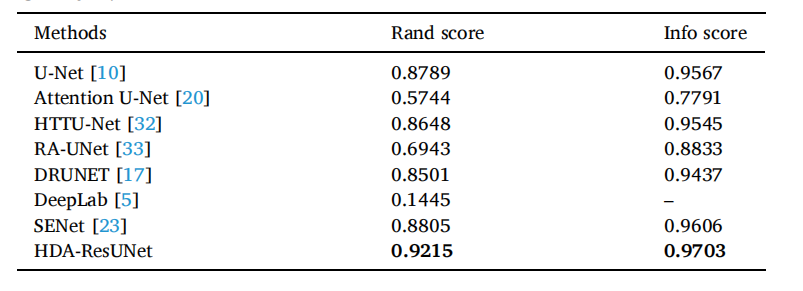 Methods Rand score Info score
U-Net [10] 0.8789 0.9567
Attention U-Net [20] 0.5744 0.7791
HTTU-Net [32] 0.8648 0.9545
RA-UNet [33] 0.6943 0.8833
DRUNET [17] 0.8501 0.9437
DeepLab [5] 0.1445 –
SENet [23] 0.8805 0.9606
HDA-ResUNet 0.9215 0.9703